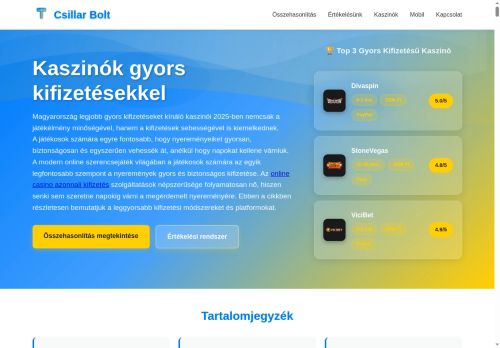 Csillar Bolt
Összehasonlítás
Értékelésünk
Kaszinók
Mobil
Kapcsolat
Kaszinók gyors
kifizetésekkel
Magyarország legjobb gyors kifizetéseket kínáló kaszinói 2025-ben nemcsak a
játékélmény minőségével, hanem a kifizetések sebességével is kiemelkednek.
A játékosok számára egyre fontosabb, hogy nyereményeiket gyorsan,
biztonságosan és egyszerűen vehessék át, anélkül hogy napokat kellene várniuk.
A modern online szerencsejáték világában a játékosok számára az egyik
legfontosabb szempont a nyeremények gyors és biztonságos kifizetése. Az online
casino azonnali kifizetés szolgáltatások népszerűsége folyamatosan nő, hiszen
senki sem szeretne napokig várni a megérdemelt nyereményére. Ebben a cikkben
részletesen bemutatjuk a leggyorsabb kifizetési módszereket és platformokat.
Összehasonlítás megtekintése
Értékelési rendszer
🏆 Top 3 Gyors Kifizetésű Kaszinó
Divaspin
5.0/5
StoneVegas
4.8/5
ViciBet
4.9/5
Tartalomjegyzék